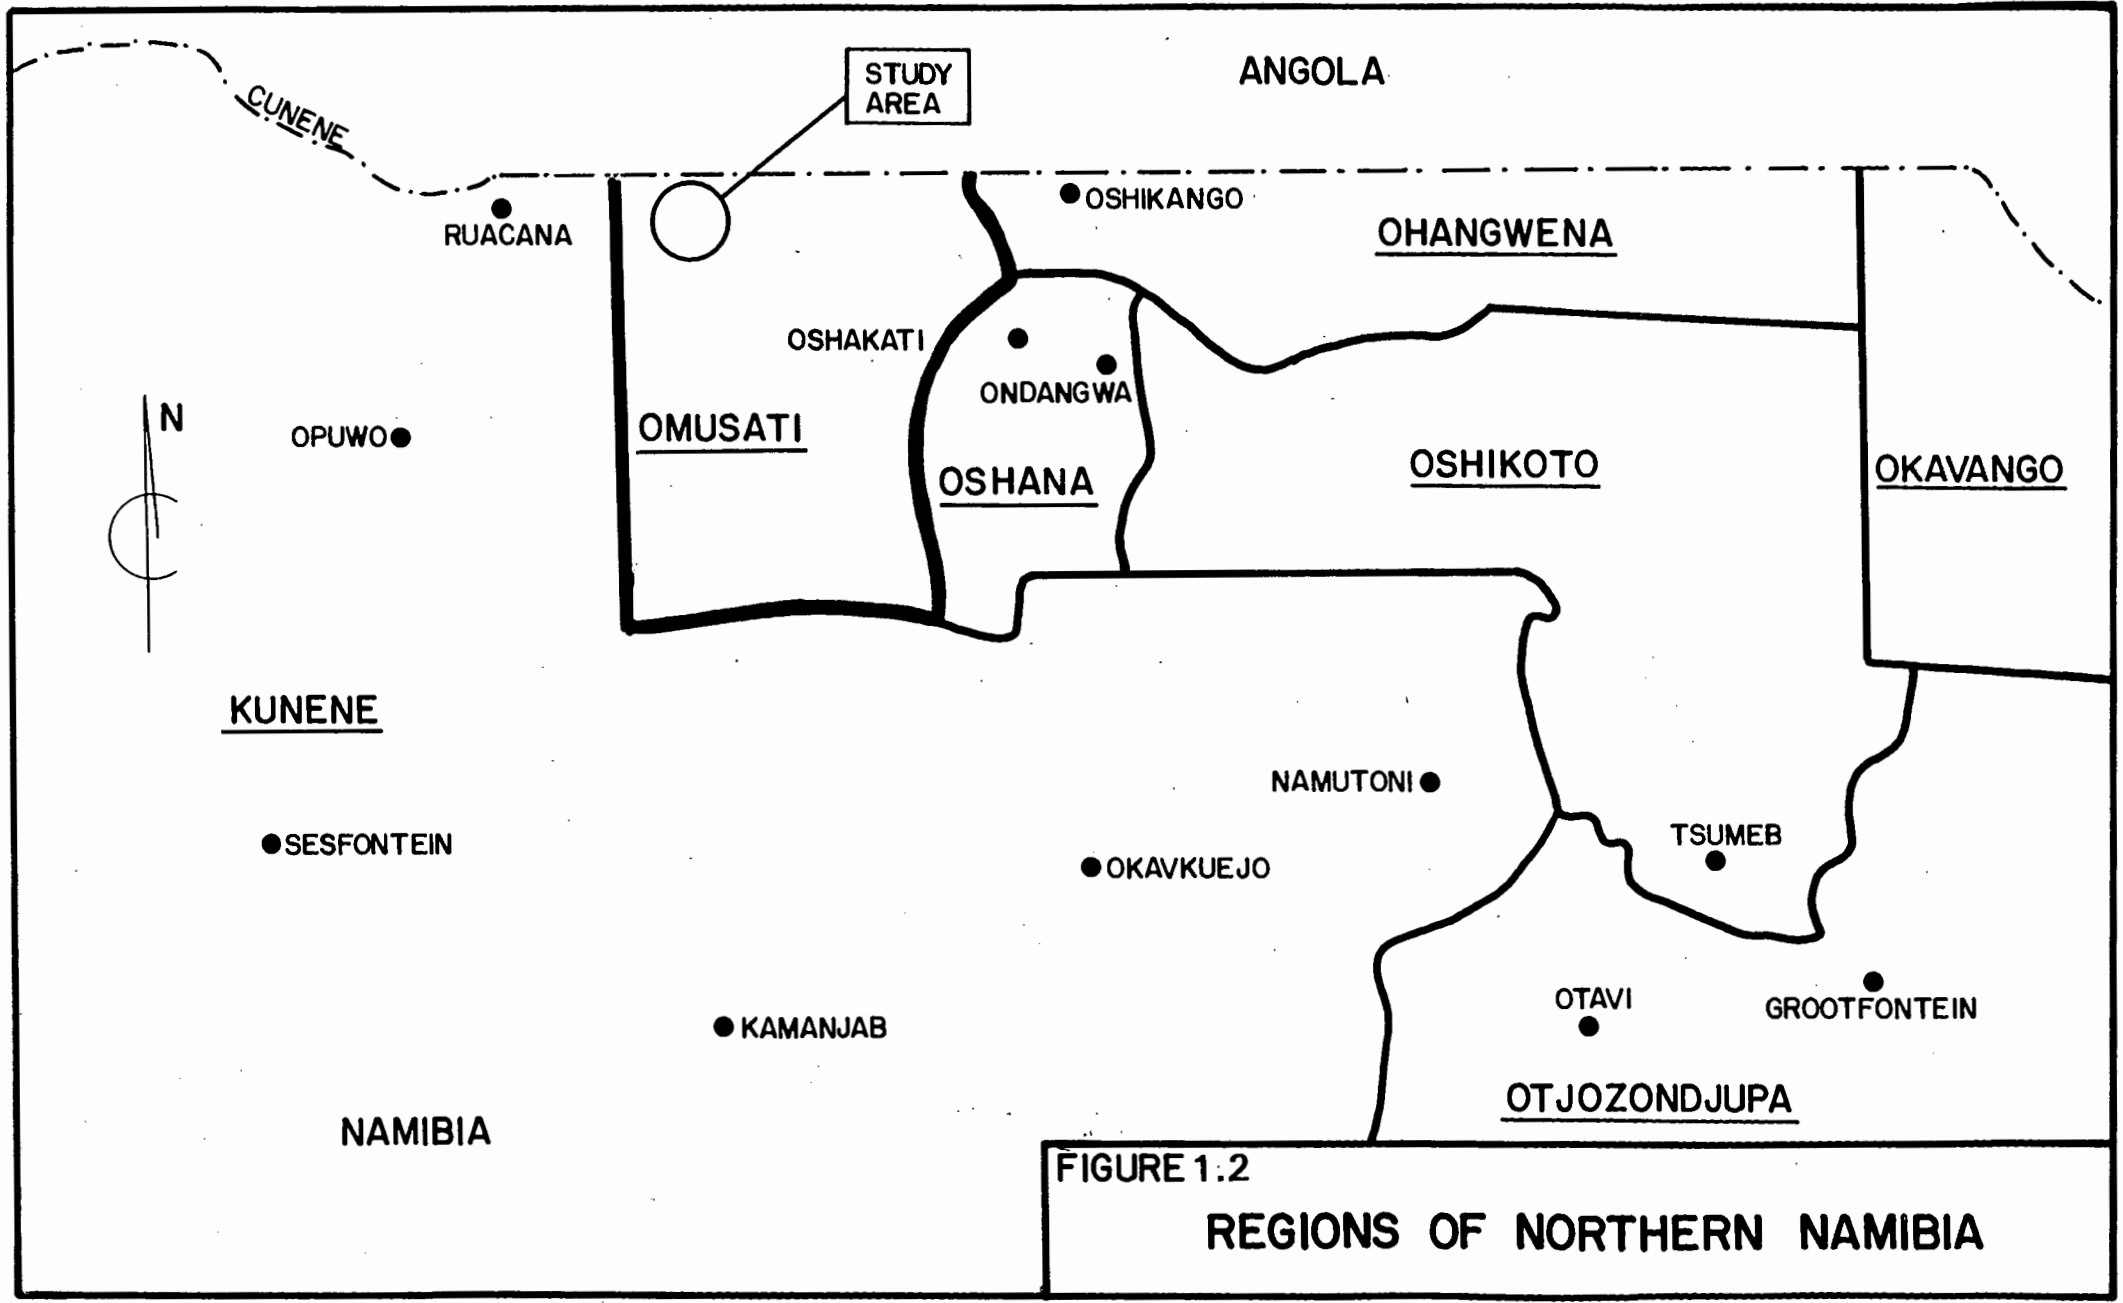 ANGOLA
STUDY
AREA
CUNENE
OSHIKANGO
RUACANA
OHANGWENA
OSHAKATI
ONDANGWA
N
OPUWO
OMUSATI
OSHANA
OSHIKOTO
OKAVANGO
KUNENE
NAMUTONI
TSUMEB
SESFONTEIN
OKAVKUEJO
OTAVI
GROOTFONTEIN
KAMANJAB
OTJOZONDJUPA
NAMIBIA
FIGURE 1.2
REGIONS OF NORTHERN NAMIBIA